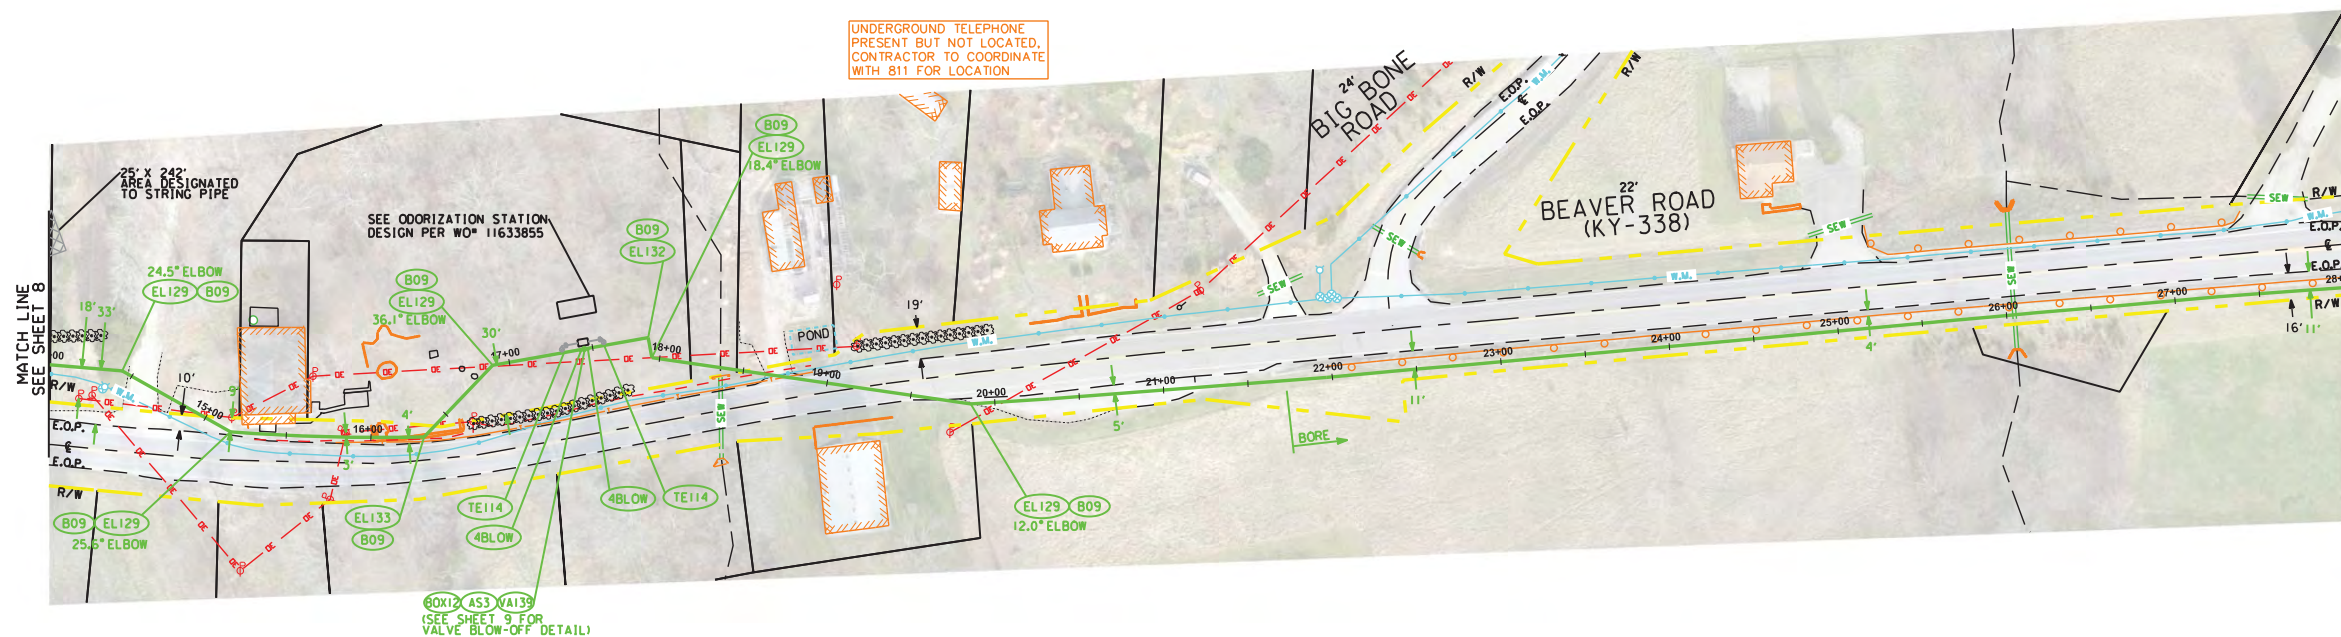 UNDERGROUND TELEPHONE
PRESENT BUT NOT LOCATED,
CONTRACTOR TO COORDINATE
WITH 811 FOR LOCATION
24'
BIG BONE
ROAD
R/W
E.O.P.
W.M.
E.O.P.
R/W
22'
BEAVER ROAD
(KY-338)
25' X 242'
AREA DESIGNATED
TO STRING PIPE
SEE ODORIZATION STATION
DESIGN PER WO# 11633855
B09
EL129
18.4° ELBOW
B09
EL132
24.5° ELBOW
EL129 B09
B09
EL129
36.1° ELBOW
MATCH LINE
SEE SHEET 8
18' 33'
30'
19'
POND
10'
9'
4'
3'
5'
11'
4'
16' 11'
15+00
16+00
17+00
18+00
19+00
20+00
21+00
22+00
23+00
24+00
25+00
26+00
27+00
28+
R/W
W.M.
E.O.P.
E.O.P.
R/W
W.M.
W.M.
W.M.
SEW
SEW
SEW
SEW
SEW
SEW
R/W
E.O.P.
E.O.P.
R/W
BORE
B09 EL129
25.6° ELBOW
EL133
B09
TE114
4BLOW
4BLOW
TE114
EL129 B09
12.0° ELBOW
BOX12 AS3 VA139
(SEE SHEET 9 FOR
VALVE BLOW-OFF DETAIL)